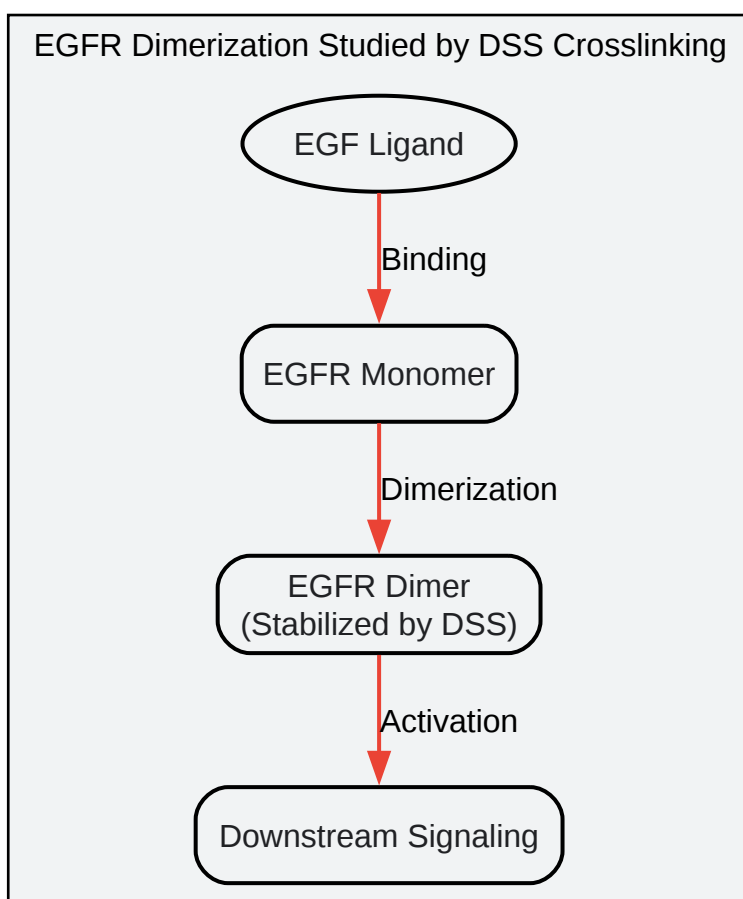 EGFR Dimerization Studied by DSS Crosslinking
EGF Ligand
Binding
EGFR Monomer
Dimerization
EGFR Dimer
(Stabilized by DSS)
Activation
Downstream Signaling